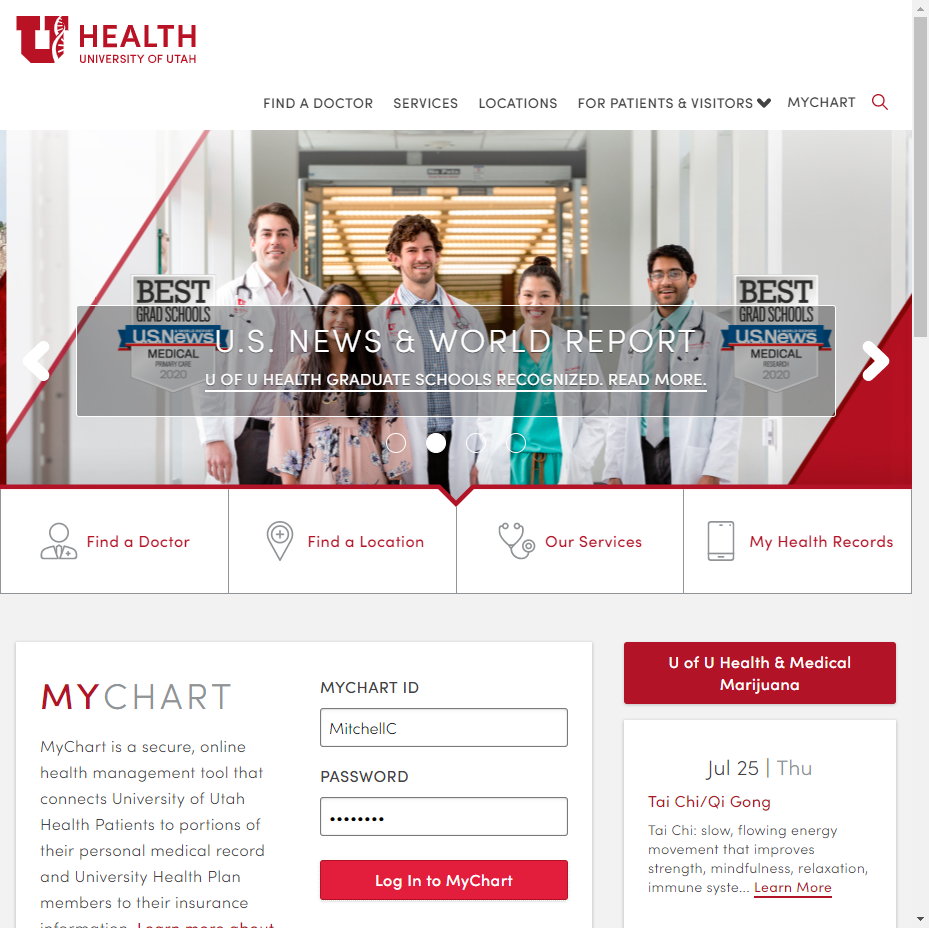 HEALTH
UNIVERSITY OF UTAH
FIND A DOCTOR SERVICES LOCATIONS FOR PATIENTS & VISITORS MYCHART
BEST
GRAD SCHOOLS
U.S.News
MEDICAL
PRIMARY CARE
2020
BEST
GRAD SCHOOLS
U.S.News
MEDICAL
RESEARCH
2020
U.S. NEWS & WORLD REPORT
U OF U HEALTH GRADUATE SCHOOLS RECOGNIZED. READ MORE.
Find a Doctor
Find a Location
Our Services
My Health Records
MYCHART
MyChart is a secure, online
health management tool that
connects University of Utah
Health Patients to portions of
their personal medical record
and University Health Plan
members to their insurance
information. Learn more about
MYCHART ID
MitchellC
PASSWORD
••••••••
Log In to MyChart
U of U Health & Medical
Marijuana
Jul 25 | Thu
Tai Chi/Qi Gong
Tai Chi: slow, flowing energy
movement that improves
strength, mindfulness, relaxation,
immune syste... Learn More